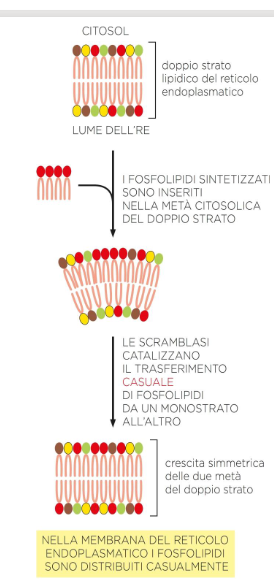 CITOSOL
doppio strato
lipidico del reticolo
endoplasmatico
LUME DELL'RE
I FOSFOLIPIDI SINTETIZZATI
SONO INSERITI
NELLA METÀ CITOSOLICA
DEL DOPPIO STRATO
LE SCRAMBLASI
CATALIZZANO
IL TRASFERIMENTO
CASUALE
DI FOSFOLIPIDI
DA UN MONOSTRATO
ALL'ALTRO
crescita simmetrica
delle due metà
del doppio strato
NELLA MEMBRANA DEL RETICOLO
ENDOPLASMATICO I FOSFOLIPIDI
SONO DISTRIBUITI CASUALMENTE